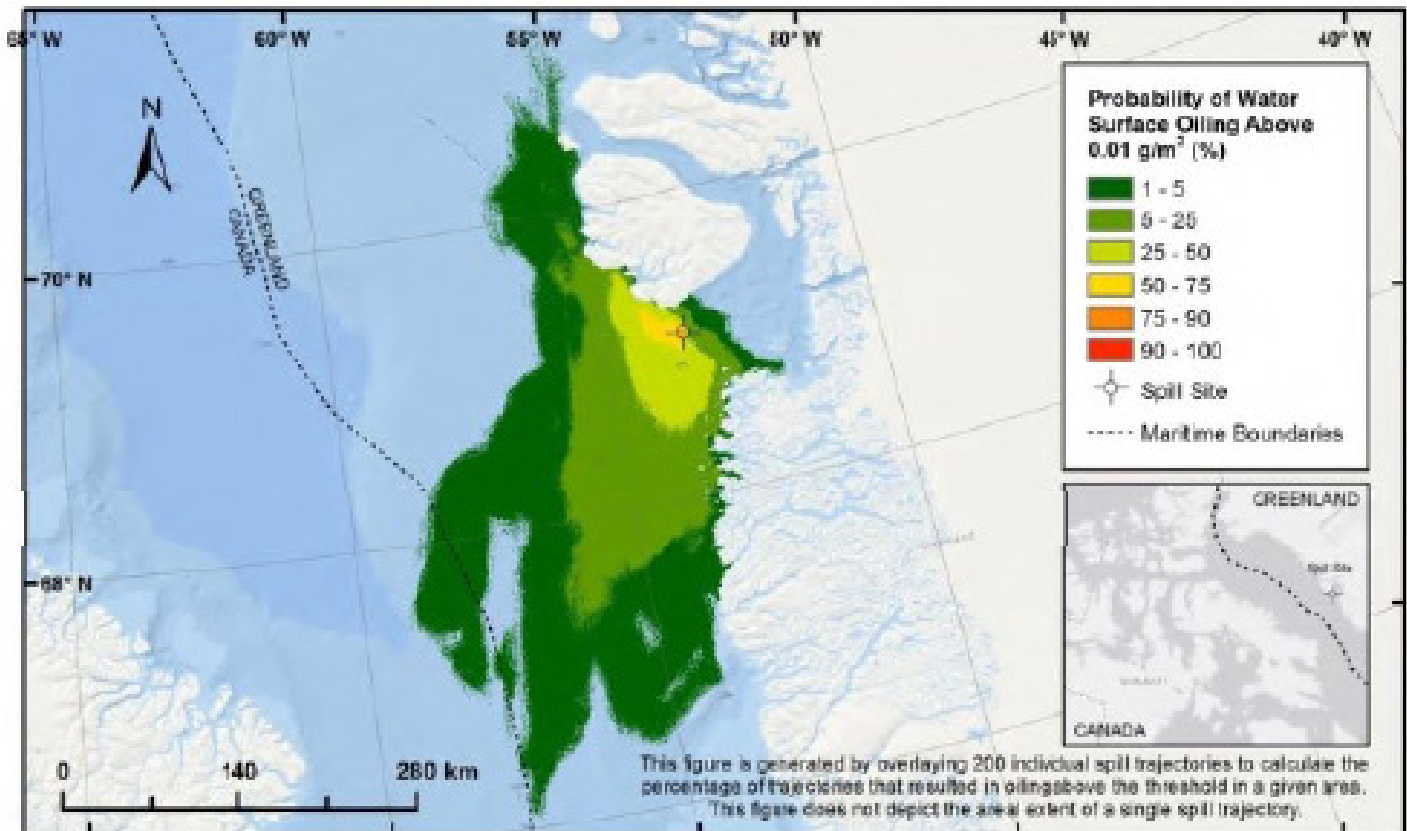 65° W
60° W
55° W
50° W
45° W
40° W
N
GREENLAND
CANADA
70° N
68° N
0 140 280 km
Probability of Water
Surface Oiling Above
0.01 g/m² (%)
1 - 5
5 - 25
25 - 50
50 - 75
75 - 90
90 - 100
Spill Site
Maritime Boundaries
GREENLAND
Spill Site
CANADA
This figure is generated by overlaying 200 individual spill trajectories to calculate the
percentage of trajectories that resulted in oilingabove the threshold in a given area.
This figure does not depict the areal extent of a single spill trajectory.